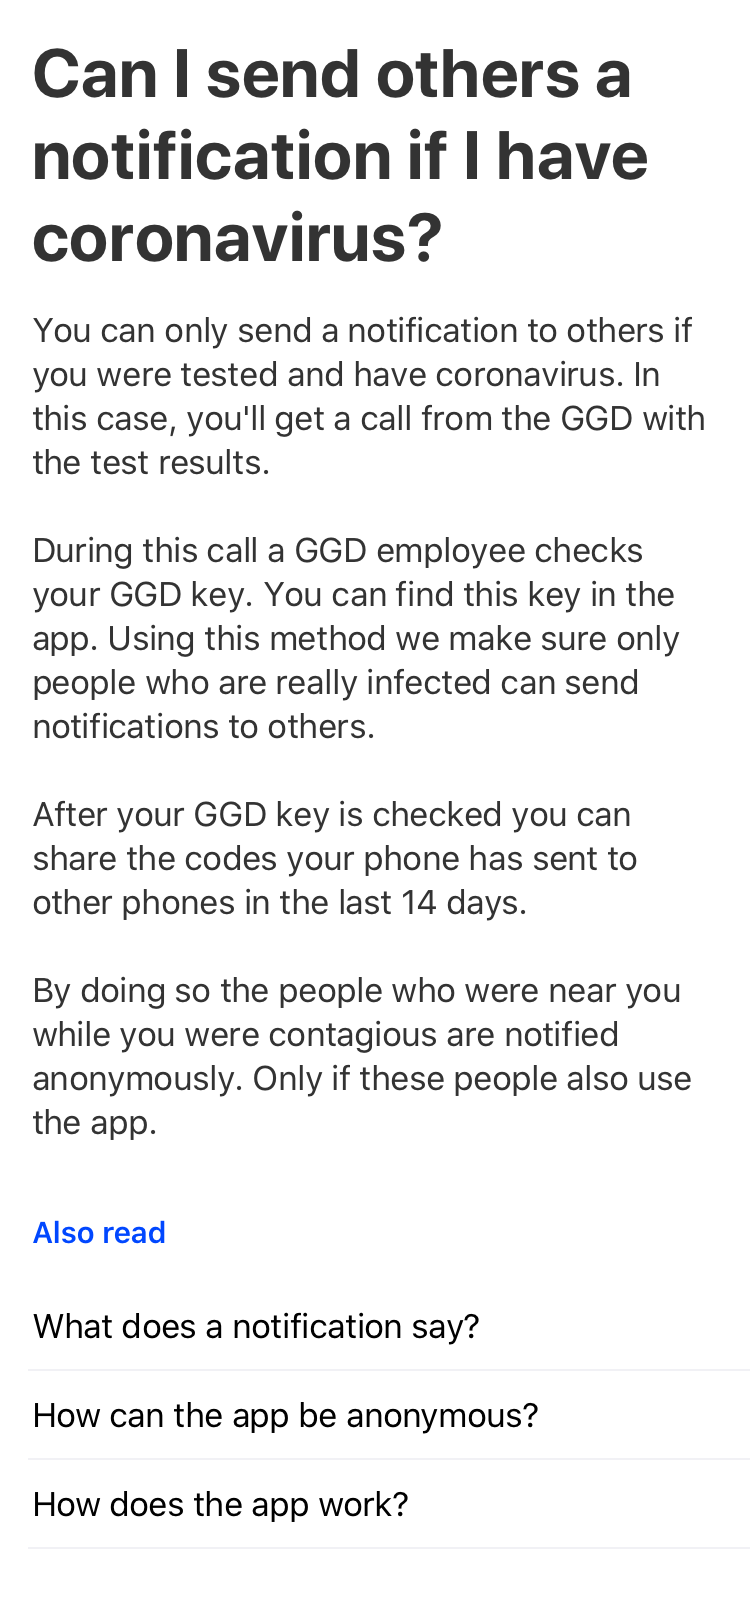 Can I send others a
notification if I have
coronavirus?
You can only send a notification to others if
you were tested and have coronavirus. In
this case, you'll get a call from the GGD with
the test results.
During this call a GGD employee checks
your GGD key. You can find this key in the
app. Using this method we make sure only
people who are really infected can send
notifications to others.
After your GGD key is checked you can
share the codes your phone has sent to
other phones in the last 14 days.
By doing so the people who were near you
while you were contagious are notified
anonymously. Only if these people also use
the app.
Also read
What does a notification say?
How can the app be anonymous?
How does the app work?